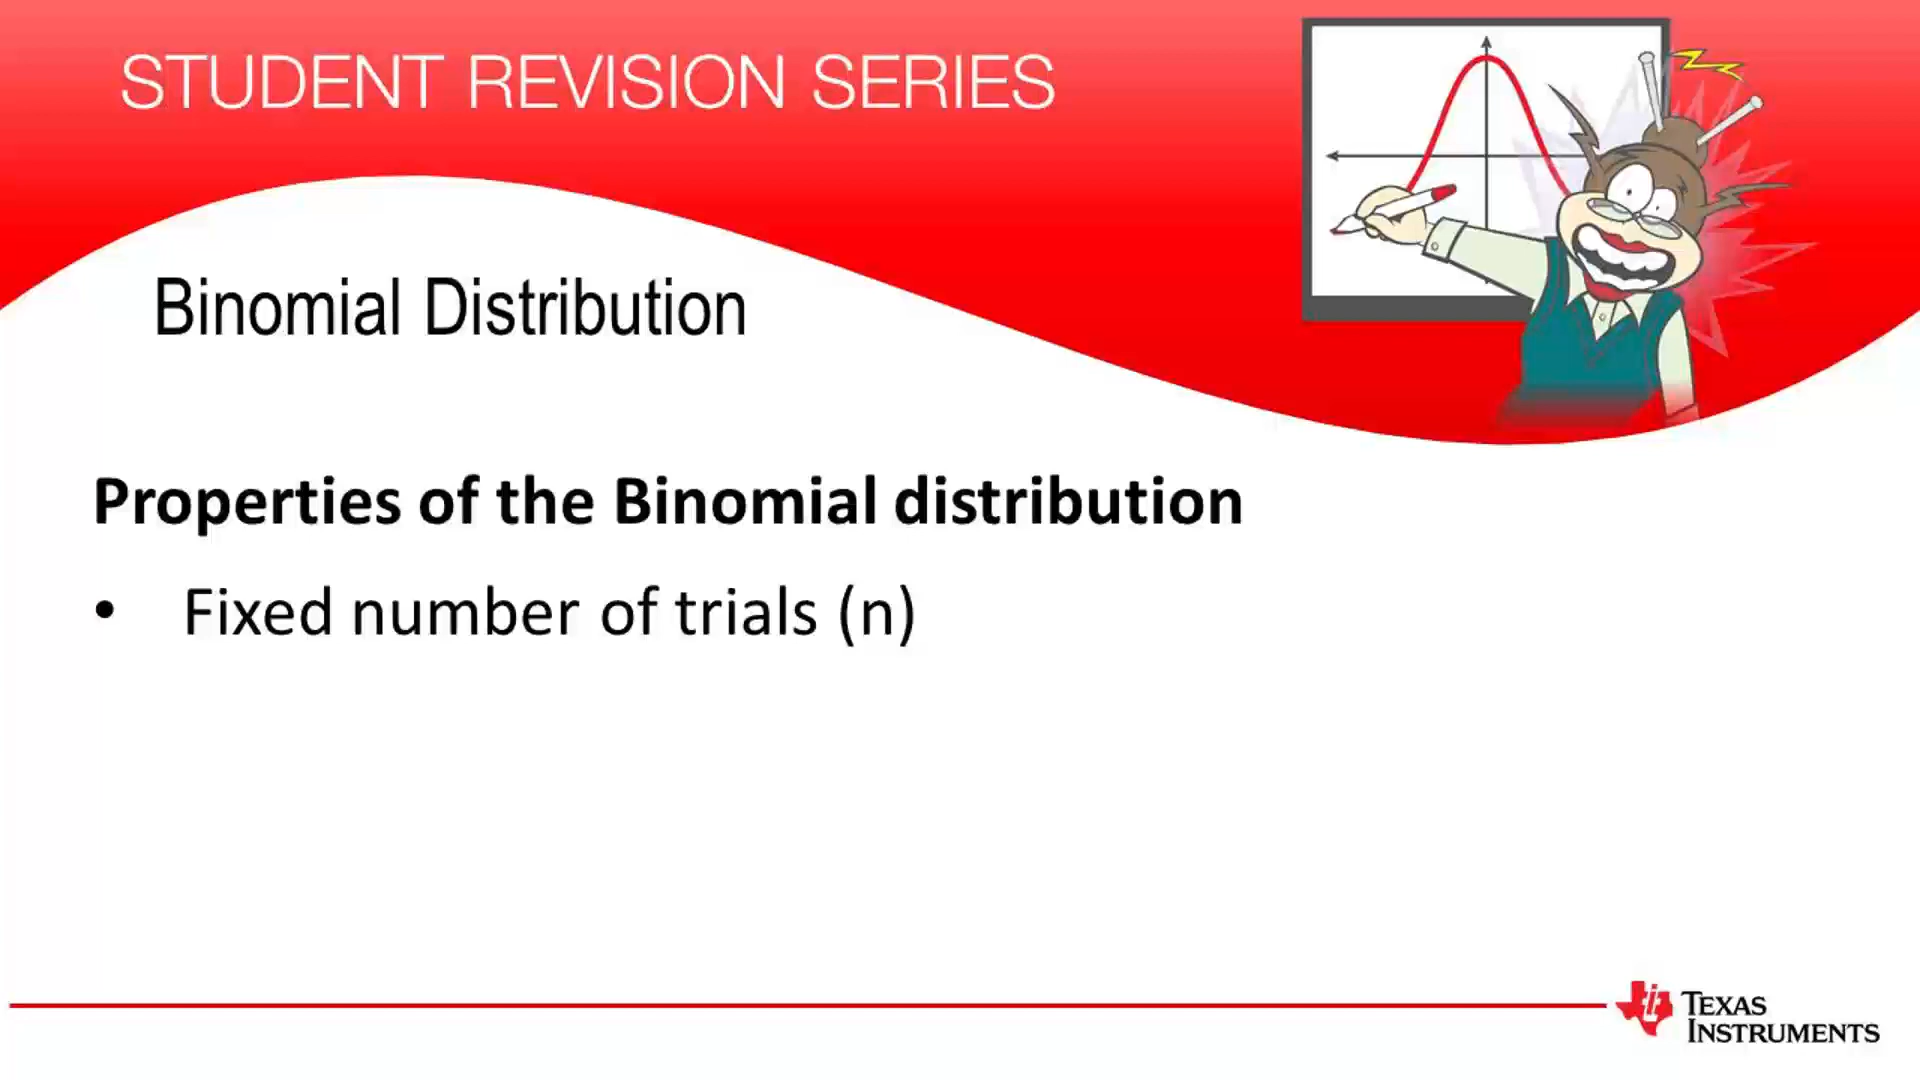 STUDENT REVISION SERIES
Binomial Distribution
Properties of the Binomial distribution
• Fixed number of trials (n)
TEXAS
INSTRUMENTS